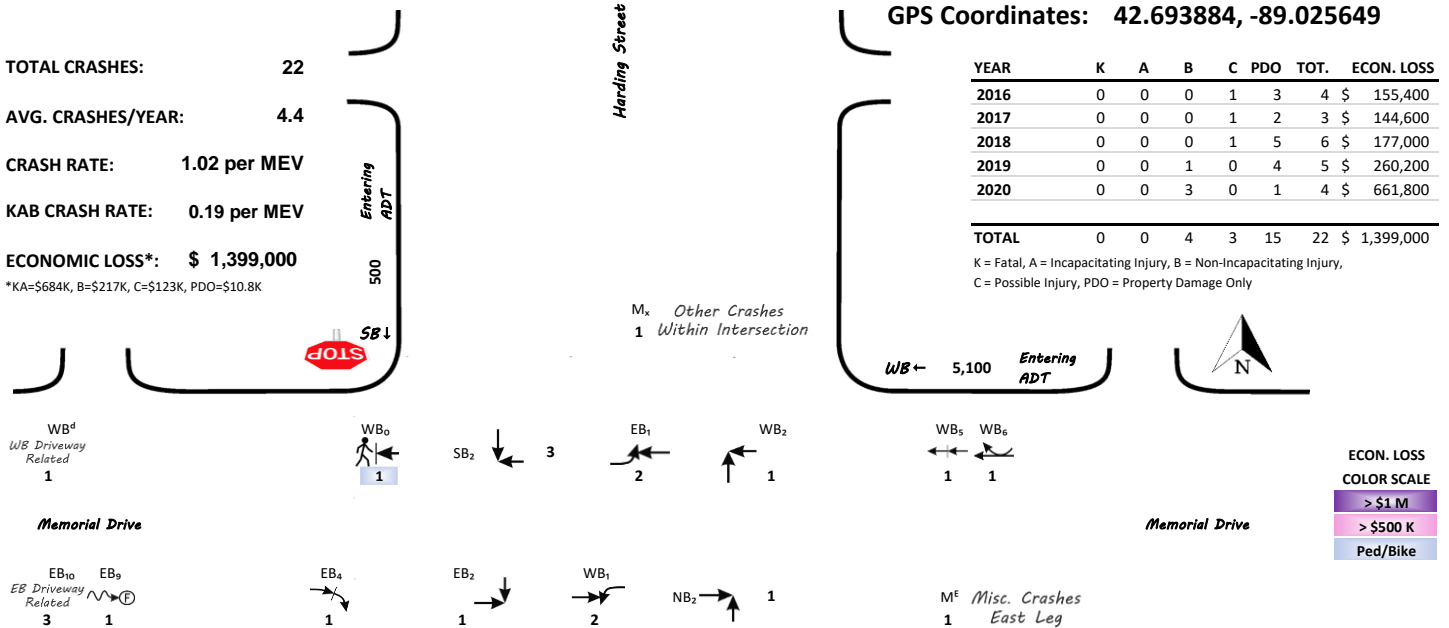 GPS Coordinates: 42.693884, -89.025649
Harding Street
TOTAL CRASHES: 22
AVG. CRASHES/YEAR: 4.4
CRASH RATE: 1.02 per MEV
KAB CRASH RATE: 0.19 per MEV
ECONOMIC LOSS*: $ 1,399,000
*KA=$684K, B=$217K, C=$123K, PDO=$10.8K
Entering
ADT
500
SB↓
STOP
YEAR K A B C PDO TOT. ECON. LOSS
2016 0 0 0 1 3 4 $ 155,400
2017 0 0 0 1 2 3 $ 144,600
2018 0 0 0 1 5 6 $ 177,000
2019 0 0 1 0 4 5 $ 260,200
2020 0 0 3 0 1 4 $ 661,800
TOTAL 0 0 4 3 15 22 $ 1,399,000
K = Fatal, A = Incapacitating Injury, B = Non-Incapacitating Injury,
C = Possible Injury, PDO = Property Damage Only
Mₓ Other Crashes
1 Within Intersection
WB← 5,100 Entering
ADT
N
WBᵈ
WB Driveway
Related
1
WB₀
1
SB₂ 3
EB₁
2
WB₂
1
WB₅ WB₆
1 1
ECON. LOSS
COLOR SCALE
> $1 M
> $500 K
Ped/Bike
Memorial Drive
Memorial Drive
EB₁₀ EB₉
EB Driveway
Related
F
3 1
EB₄
1
EB₂
1
WB₁
2
NB₂ 1
Mᴱ Misc. Crashes
1 East Leg